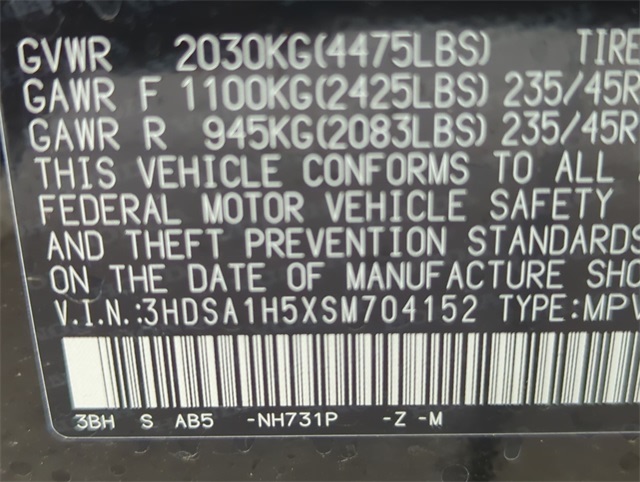 GVWR 2030KG(4475LBS) TIRE
GAWR F 1100KG(2425LBS) 235/45R
GAWR R 945KG(2083LBS) 235/45R
THIS VEHICLE CONFORMS TO ALL
FEDERAL MOTOR VEHICLE SAFETY
AND THEFT PREVENTION STANDARDS
ON THE DATE OF MANUFACTURE SHO
V.I.N.:3HDSA1H5XSM704152 TYPE:MPV
3BH S AB5 -NH731P -Z -M